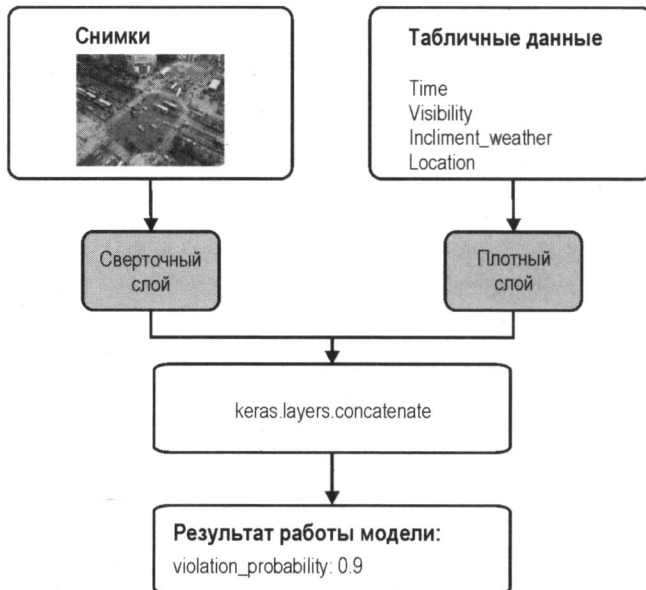 Снимки
Табличные данные
Time
Visibility
Incliment_weather
Location
Сверточный
слой
Плотный
слой
keras.layers.concatenate
Результат работы модели:
violation_probability: 0.9